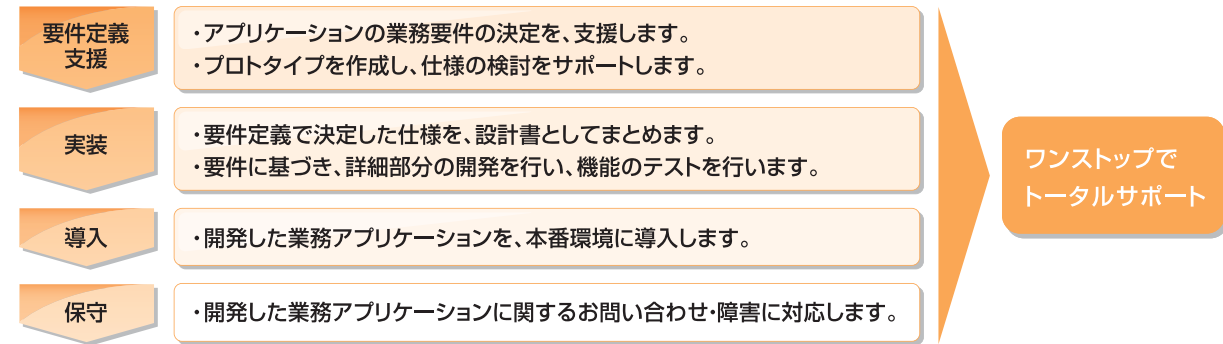 要件定義
支援
・アプリケーションの業務要件の決定を、支援します。
・プロトタイプを作成し、仕様の検討をサポートします。
実装
・要件定義で決定した仕様を、設計書としてまとめます。
・要件に基づき、詳細部分の開発を行い、機能のテストを行います。
導入
・開発した業務アプリケーションを、本番環境に導入します。
保守
・開発した業務アプリケーションに関するお問い合わせ・障害に対応します。
ワンストップで
トータルサポート